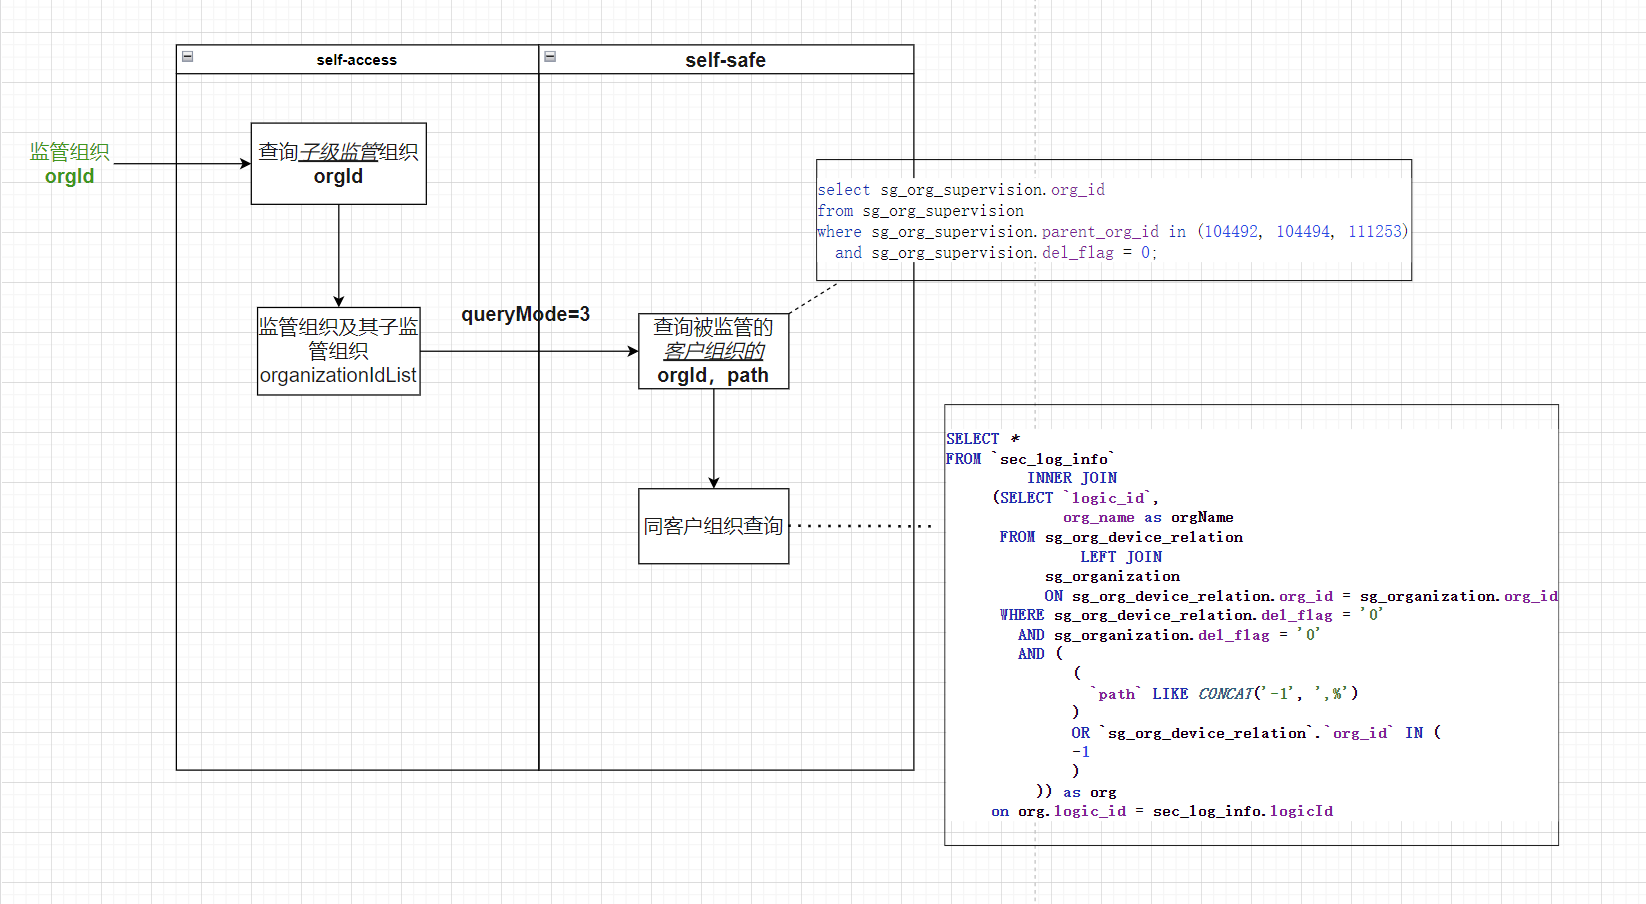 self-access
self-safe
监管组织
orgId
查询子级监管组织
orgId
监管组织及其子监
管组织
organizationIdList
queryMode=3
查询被监管的
客户组织的
orgId，path
同客户组织查询
select sg_org_supervision.org_id
from sg_org_supervision
where sg_org_supervision.parent_org_id in (104492, 104494, 111253)
and sg_org_supervision.del_flag = 0;
SELECT *
FROM `sec_log_info`
INNER JOIN
(SELECT `logic_id`,
org_name as orgName
FROM sg_org_device_relation
LEFT JOIN
sg_organization
ON sg_org_device_relation.org_id = sg_organization.org_id
WHERE sg_org_device_relation.del_flag = '0'
AND sg_organization.del_flag = '0'
AND (
(
`path` LIKE CONCAT('-1', ',%')
)
OR `sg_org_device_relation`.`org_id` IN (
-1
)
)) as org
on org.logic_id = sec_log_info.logicId